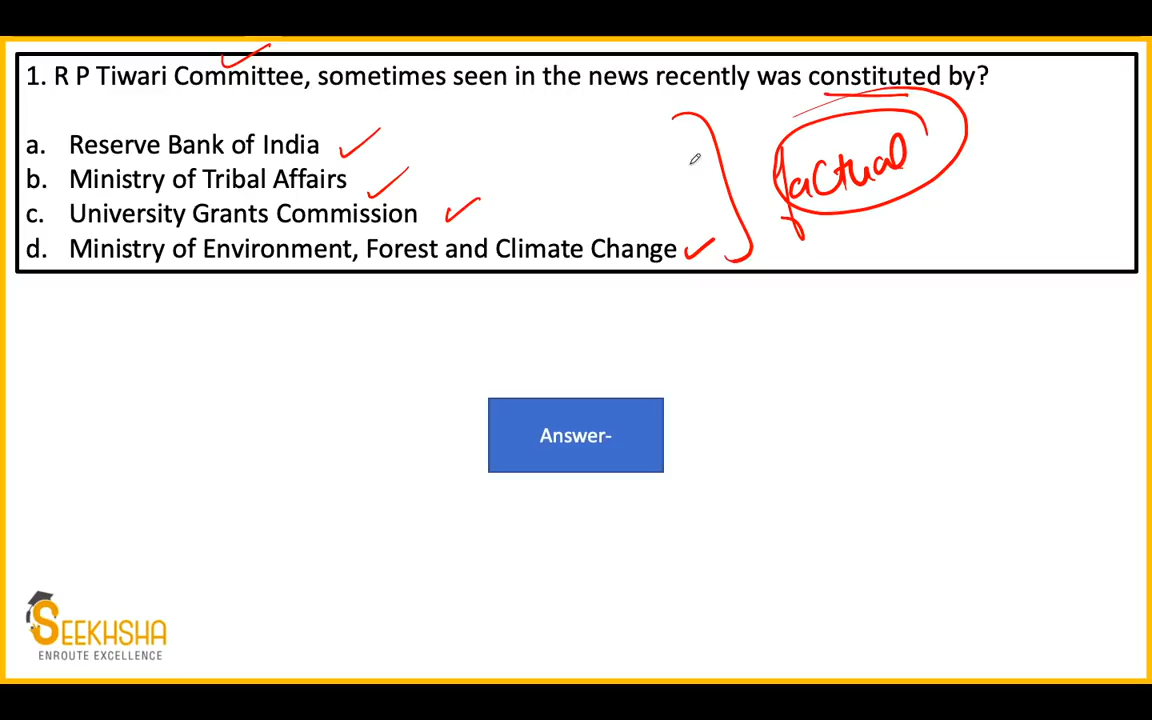 1. R P Tiwari Committee, sometimes seen in the news recently was constituted by?
a. Reserve Bank of India
b. Ministry of Tribal Affairs
c. University Grants Commission
d. Ministry of Environment, Forest and Climate Change
factual
Answer-
SEEKHSHA
ENROUTE EXCELLENCE